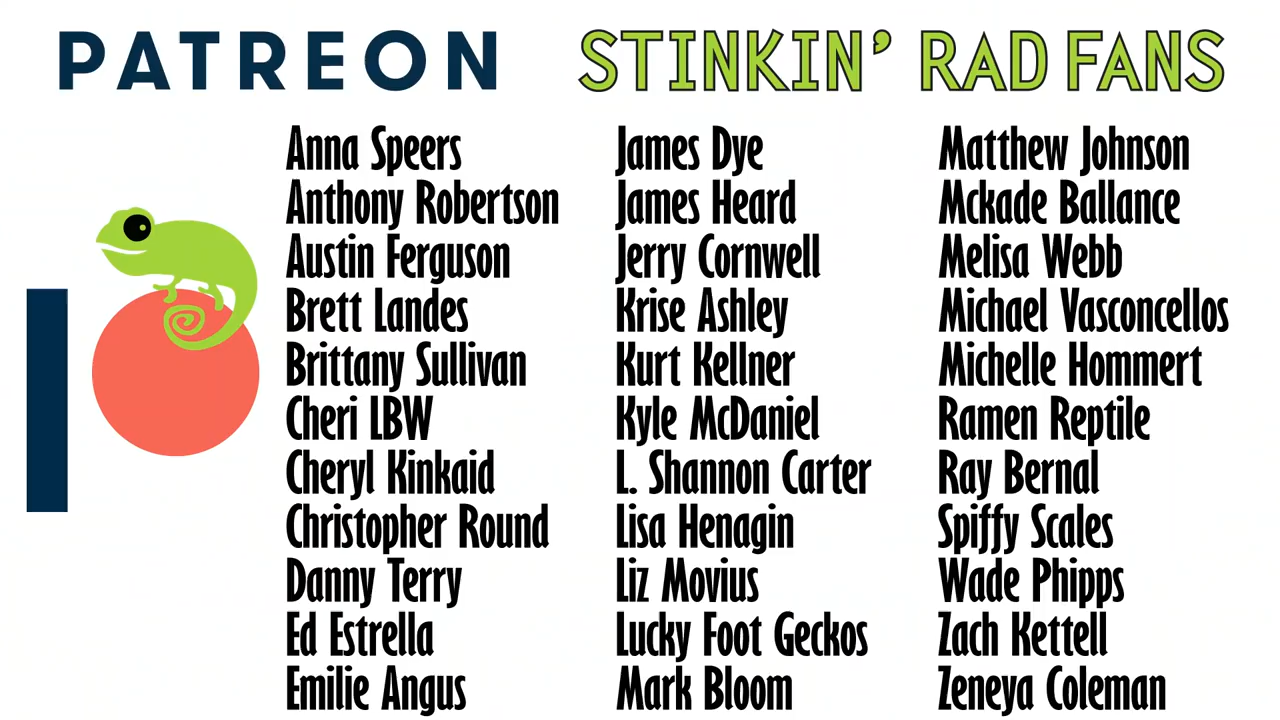 PATREON STINKIN' RAD FANS
Anna Speers
Anthony Robertson
Austin Ferguson
Brett Landes
Brittany Sullivan
Cheri LBW
Cheryl Kinkaid
Christopher Round
Danny Terry
Ed Estrella
Emilie Angus
James Dye
James Heard
Jerry Cornwell
Krise Ashley
Kurt Kellner
Kyle McDaniel
L. Shannon Carter
Lisa Henagin
Liz Movius
Lucky Foot Geckos
Mark Bloom
Matthew Johnson
Mckade Ballance
Melisa Webb
Michael Vasconcellos
Michelle Hommert
Ramen Reptile
Ray Bernal
Spiffy Scales
Wade Phipps
Zach Kettell
Zeneya Coleman